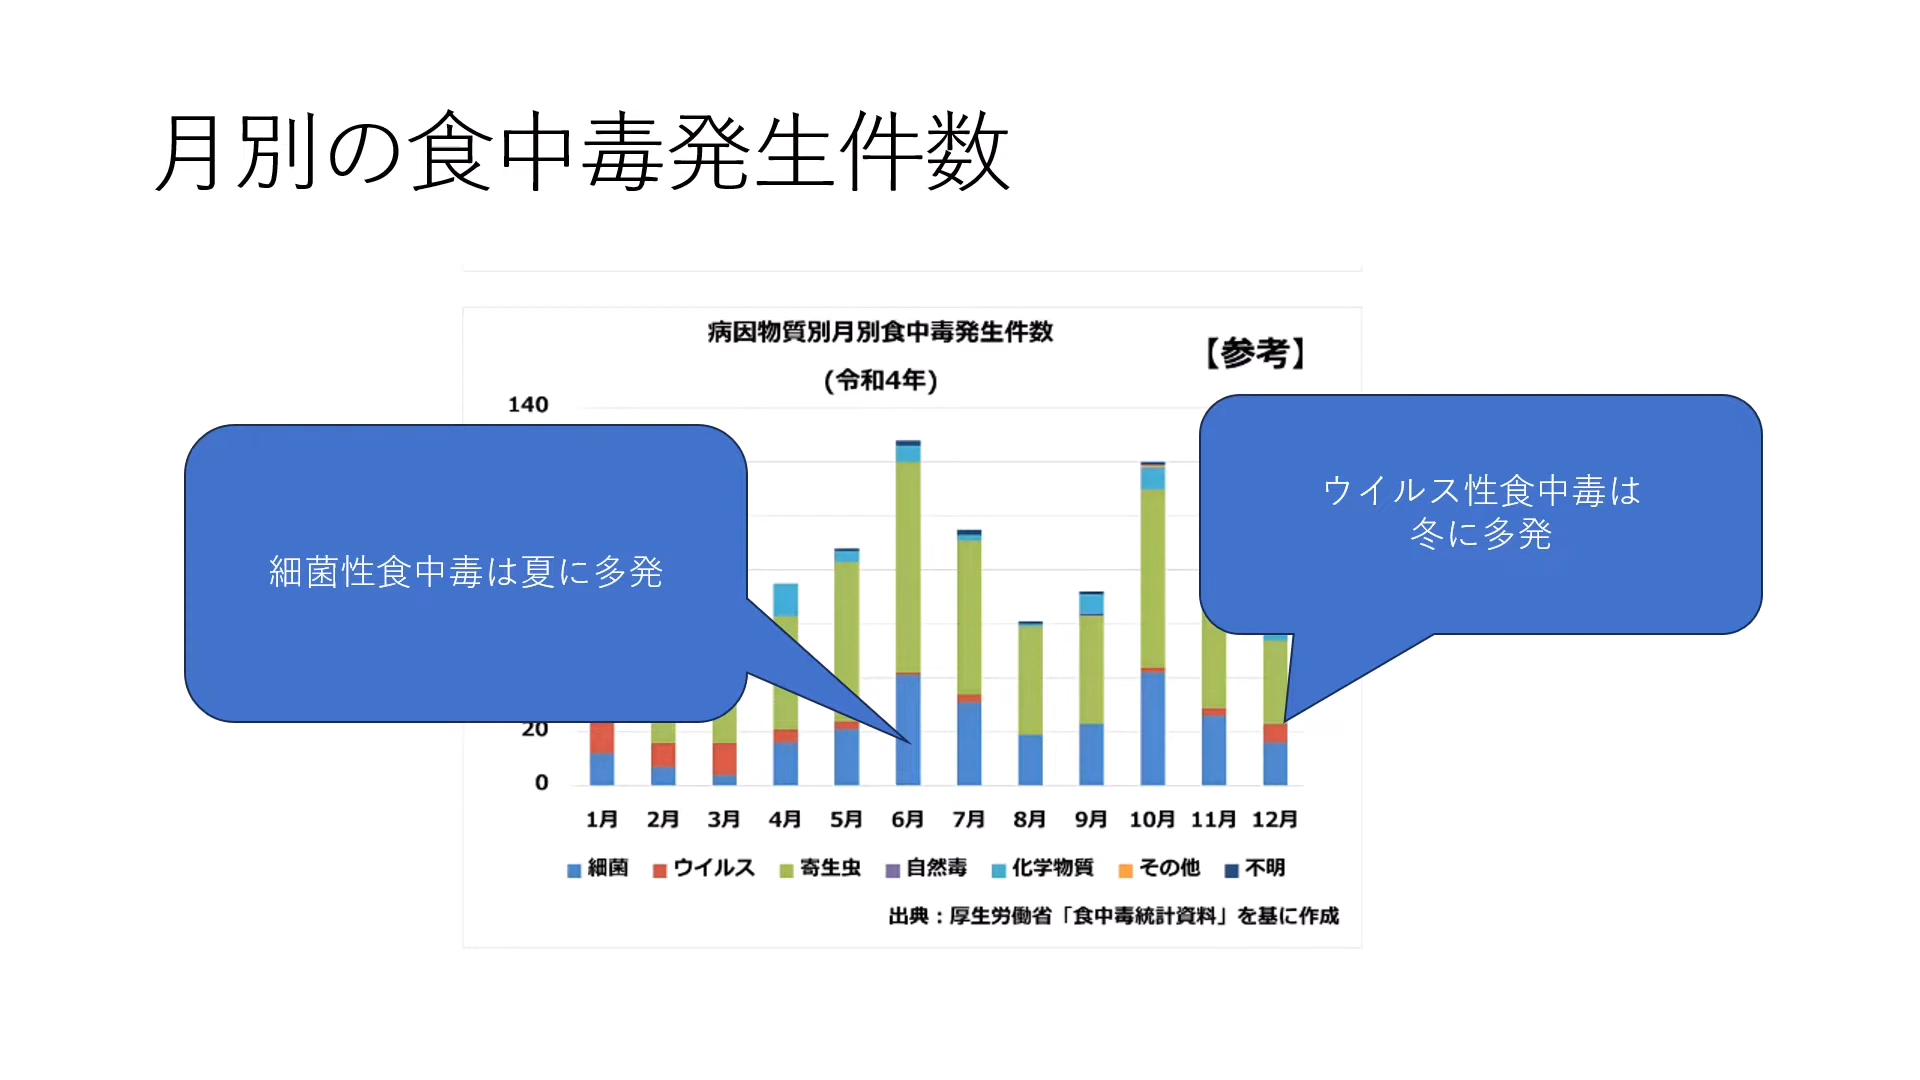 月別の食中毒発生件数
病因物質別月別食中毒発生件数
(令和4年)
【参考】
140
細菌性食中毒は夏に多発
ウイルス性食中毒は
冬に多発
20
0
1月 2月 3月 4月 5月 6月 7月 8月 9月 10月 11月 12月
細菌 ウイルス 寄生虫 自然毒 化学物質 その他 不明
出典：厚生労働省「食中毒統計資料」を基に作成